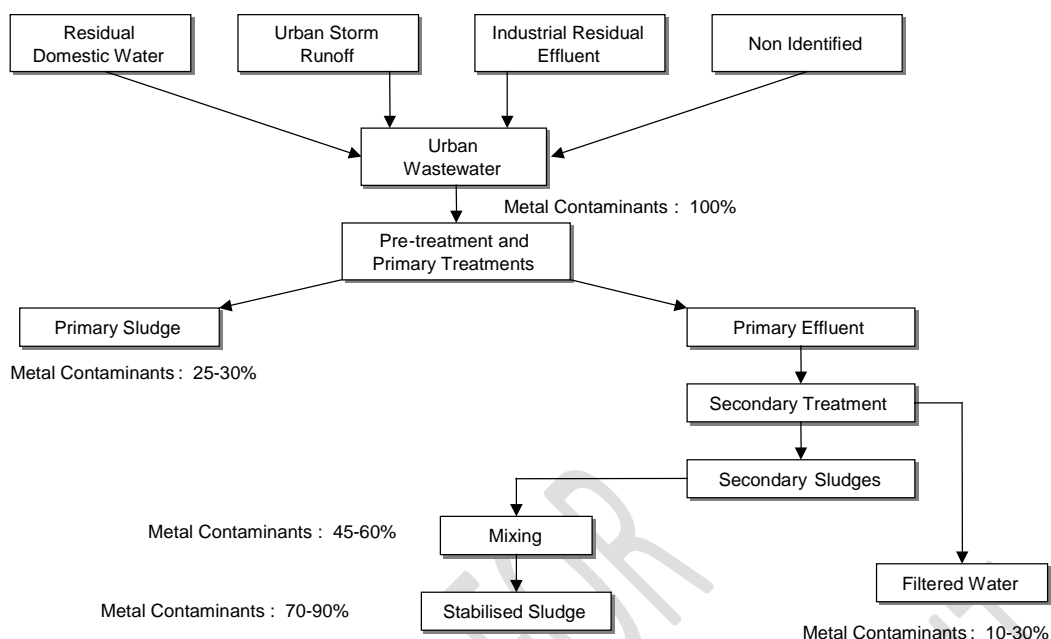 Residual
Domestic Water
Urban Storm
Runoff
Industrial Residual
Effluent
Non Identified
Urban
Wastewater
Metal Contaminants : 100%
Pre-treatment and
Primary Treatments
Primary Sludge
Primary Effluent
Metal Contaminants : 25-30%
Secondary Treatment
Secondary Sludges
Metal Contaminants : 45-60%
Mixing
Filtered Water
Metal Contaminants : 70-90%
Stabilised Sludge
Metal Contaminants : 10-30%